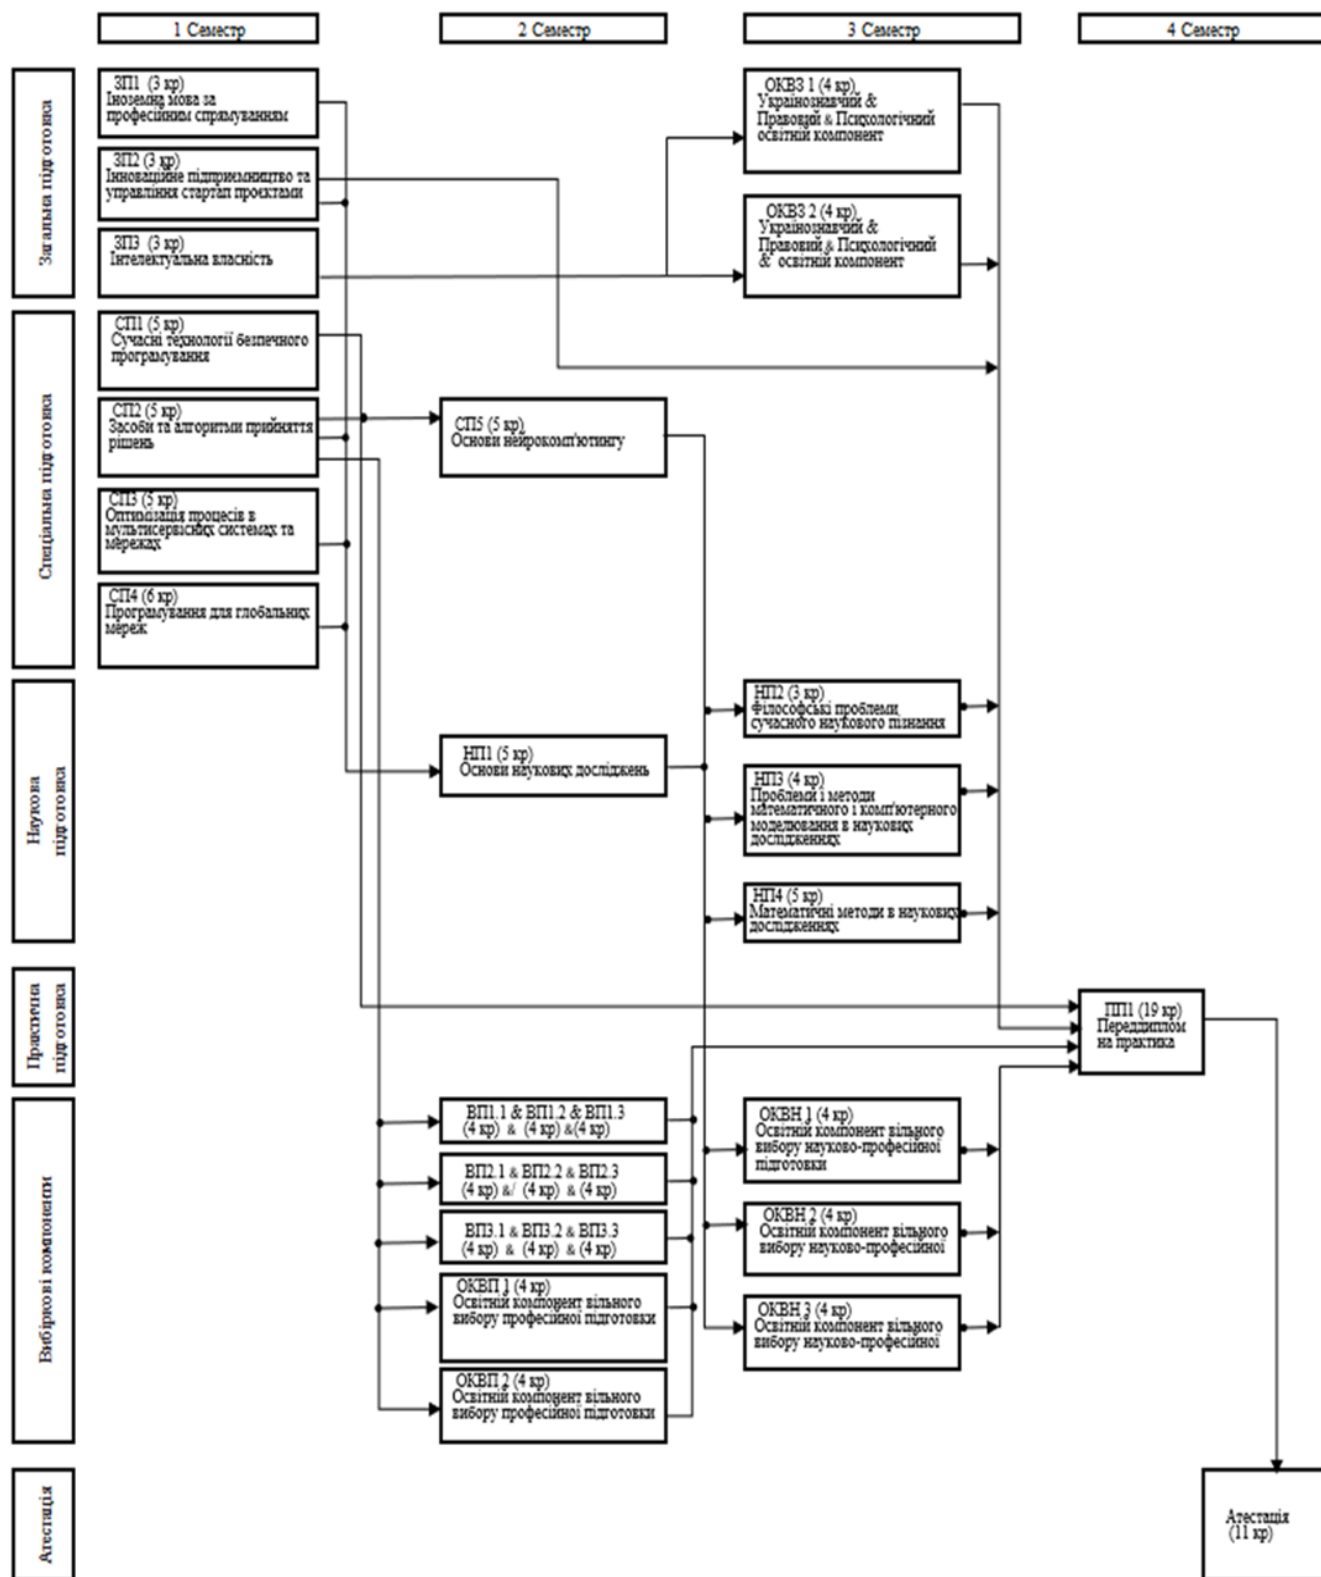 1 Семестр
2 Семестр
3 Семестр
4 Семестр
Загальна підготовка
ЗП1 (3 кр)
Іноземна мова за
професійним спрямуванням
ЗП2 (3 кр)
Інноваційне підприємництво та
управління стартап проєктами
ЗП3 (3 кр)
Інтелектуальна власність
ОКВЗ 1 (4 кр)
Українознавчий &
Правовий & Психологічний
освітній компонент
ОКВЗ 2 (4 кр)
Українознавчий &
Правовий & Психологічний
& освітній компонент
Спеціальна підготовка
СП1 (5 кр)
Сучасні технології безпечного
програмування
СП2 (5 кр)
Засоби та алгоритми прийняття
рішень
СП3 (5 кр)
Оптимізація процесів в
мультисервісних системах та
мережах
СП4 (6 кр)
Програмування для глобальних
мереж
СП5 (5 кр)
Основи нейрокомп'ютингу
Наукова
підготовка
НП1 (5 кр)
Основи наукових досліджень
НП2 (3 кр)
Філософські проблеми
сучасного наукового пізнання
НП3 (4 кр)
Проблеми і методи
математичного і комп'ютерного
моделювання в наукових
дослідженнях
НП4 (5 кр)
Математичні методи в наукових
дослідженнях
Практична
підготовка
ПП1 (19 кр)
Переддиплом
на практика
Вибіркові компоненти
ВП1.1 & ВП1.2 & ВП1.3
(4 кр) & (4 кр) &(4 кр)
ВП2.1 & ВП2.2 & ВП2.3
(4 кр) &/ (4 кр) & (4 кр)
ВП3.1 & ВП3.2 & ВП3.3
(4 кр) & (4 кр) & (4 кр)
ОКВП 1 (4 кр)
Освітній компонент вільного
вибору професійної підготовки
ОКВП 2 (4 кр)
Освітній компонент вільного
вибору професійної підготовки
ОКВН 1 (4 кр)
Освітній компонент вільного
вибору науково-професійної
підготовки
ОКВН 2 (4 кр)
Освітній компонент вільного
вибору науково-професійної
ОКВН 3 (4 кр)
Освітній компонент вільного
вибору науково-професійної
Атестація
Атестація
(11 кр)